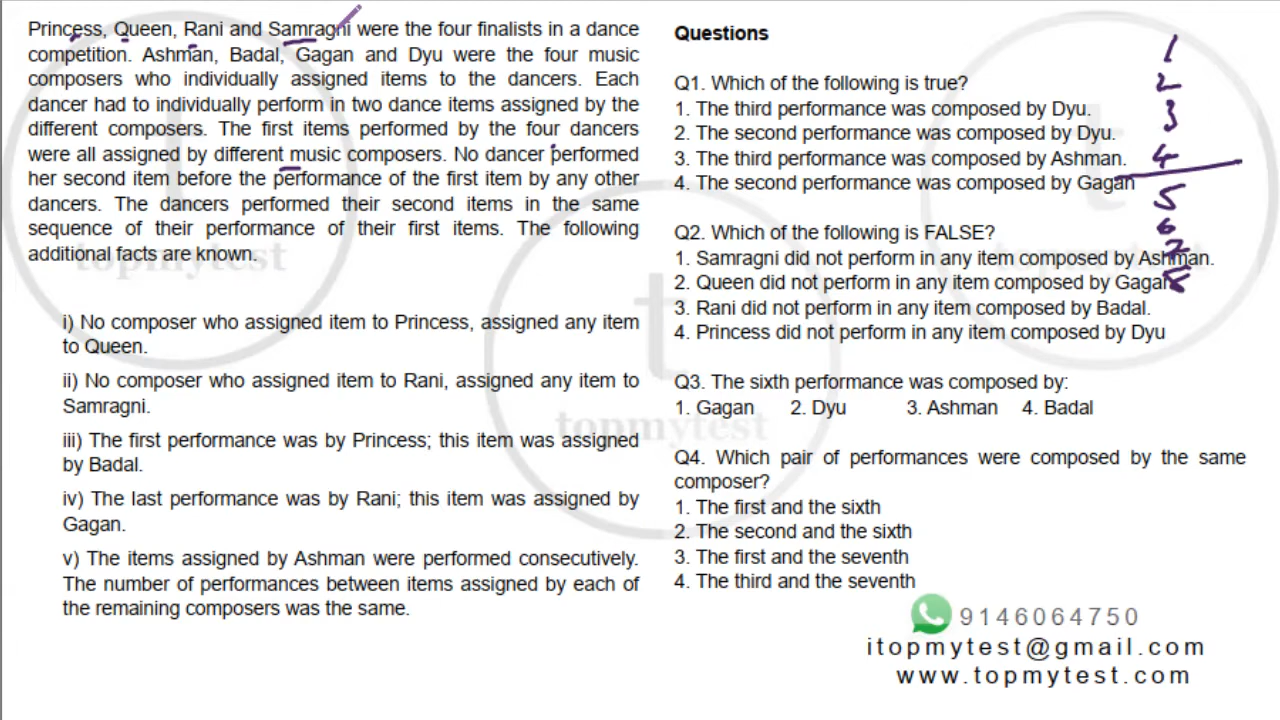 Princess, Queen, Rani and Samragni were the four finalists in a dance
competition. Ashman, Badal, Gagan and Dyu were the four music
composers who individually assigned items to the dancers. Each
dancer had to individually perform in two dance items assigned by the
different composers. The first items performed by the four dancers
were all assigned by different music composers. No dancer performed
her second item before the performance of the first item by any other
dancers. The dancers performed their second items in the same
sequence of their performance of their first items. The following
additional facts are known.
i) No composer who assigned item to Princess, assigned any item
to Queen.
ii) No composer who assigned item to Rani, assigned any item to
Samragni.
iii) The first performance was by Princess; this item was assigned
by Badal.
iv) The last performance was by Rani; this item was assigned by
Gagan.
v) The items assigned by Ashman were performed consecutively.
The number of performances between items assigned by each of
the remaining composers was the same.
Questions
Q1. Which of the following is true?
1. The third performance was composed by Dyu.
2. The second performance was composed by Dyu.
3. The third performance was composed by Ashman.
4. The second performance was composed by Gagan
Q2. Which of the following is FALSE?
1. Samragni did not perform in any item composed by Ashman.
2. Queen did not perform in any item composed by Gagan
3. Rani did not perform in any item composed by Badal.
4. Princess did not perform in any item composed by Dyu
Q3. The sixth performance was composed by:
1. Gagan 2. Dyu 3. Ashman 4. Badal
Q4. Which pair of performances were composed by the same
composer?
1. The first and the sixth
2. The second and the sixth
3. The first and the seventh
4. The third and the seventh
1
2
3
4
5
6
7
8
9146064750
itopmytest@gmail.com
www.topmytest.com
topmytest
topmytest
topmytest